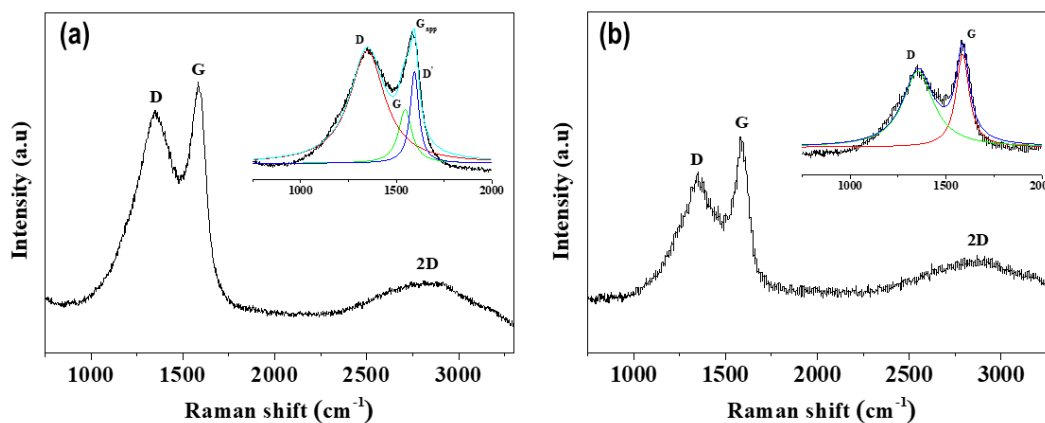 (a)
D
G
2D
D
G_app
G
D'
1000 1500 2000
Intensity (a.u)
1000 1500 2000 2500 3000
Raman shift (cm⁻¹)
(b)
D
G
2D
D
G
1000 1500 200
Intensity (a.u)
1000 1500 2000 2500 3000
Raman shift (cm⁻¹)